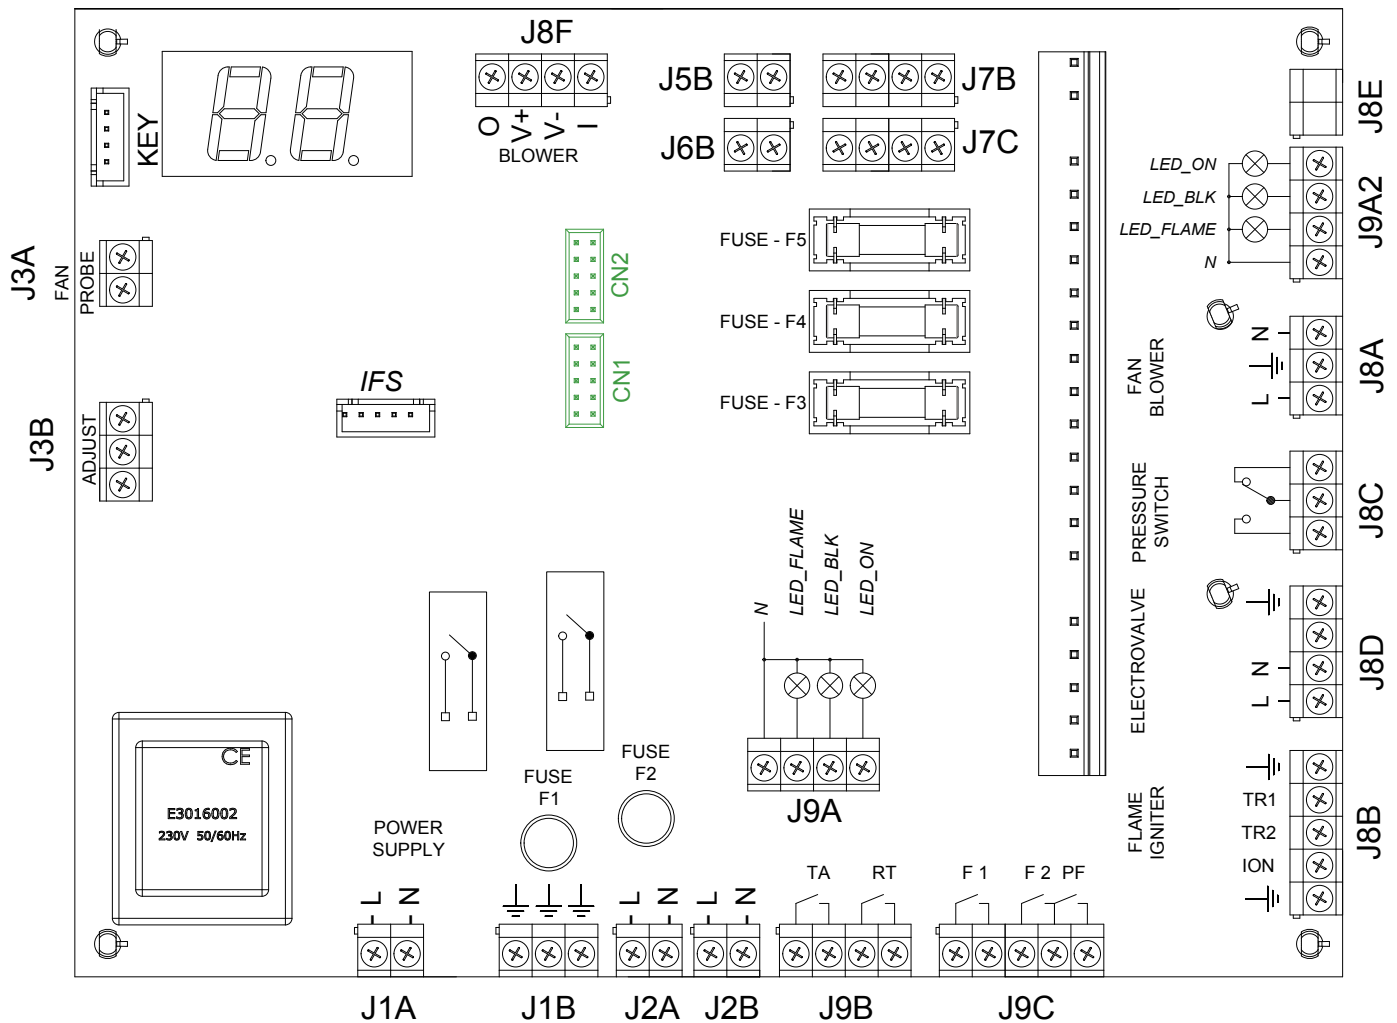 J8F
O
V+
V-
I
BLOWER
KEY
J5B
J6B
J7B
J7C
J8E
LED_ON
LED_BLK
LED_FLAME
N
J9A2
J3A
FAN
PROBE
CN2
CN1
FUSE - F5
FUSE - F4
FUSE - F3
N
L
FAN
BLOWER
J8A
IFS
J3B
ADJUST
PRESSURE
SWITCH
J8C
N
LED_FLAME
LED_BLK
LED_ON
J9A
ELECTROVALVE
N
L
J8D
CE
E3016002
230V 50/60Hz
FUSE
F1
FUSE
F2
FLAME
IGNITER
TR1
TR2
ION
J8B
POWER
SUPPLY
L
N
L
N
L
N
TA
RT
F 1
F 2
PF
J1A
J1B
J2A
J2B
J9B
J9C